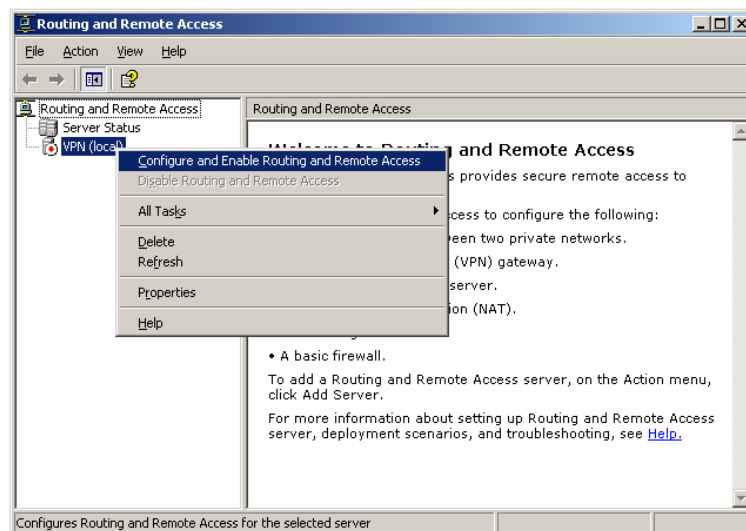 Routing and Remote Access
File Action View Help
Routing and Remote Access
Server Status
VPN (local)
Configure and Enable Routing and Remote Access
Disable Routing and Remote Access
All Tasks
Delete
Refresh
Properties
Help
Routing and Remote Access
Welcome to Routing and Remote Access
s provides secure remote access to
cess to configure the following:
een two private networks.
(VPN) gateway.
server.
ion (NAT).
• A basic firewall.
To add a Routing and Remote Access server, on the Action menu,
click Add Server.
For more information about setting up Routing and Remote Access
server, deployment scenarios, and troubleshooting, see Help.
Configures Routing and Remote Access for the selected server